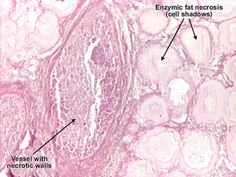 Enzymic fat necrosis
(cell shadows)
Vessel with
necrotic walls